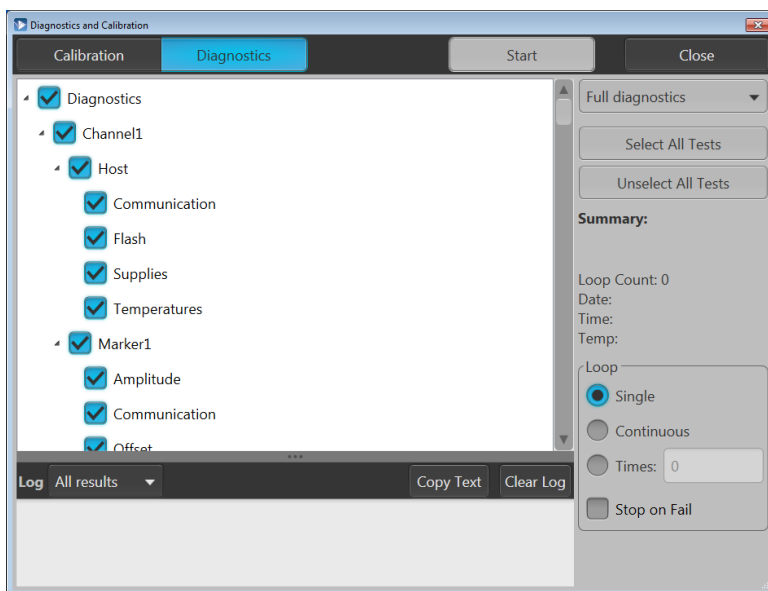 Diagnostics and Calibration
Calibration
Diagnostics
Start
Close
Diagnostics
Channel1
Host
Communication
Flash
Supplies
Temperatures
Marker1
Amplitude
Communication
Offset
Log
All results
Copy Text
Clear Log
Full diagnostics
Select All Tests
Unselect All Tests
Summary:
Loop Count: 0
Date:
Time:
Temp:
Loop
Single
Continuous
Times: 0
Stop on Fail